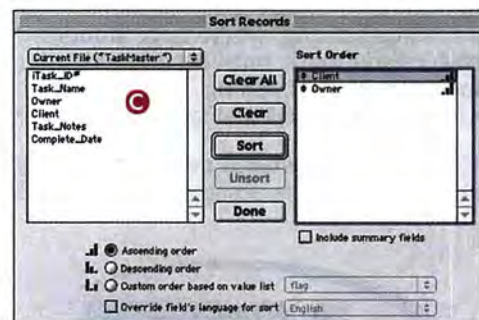 Sort Records
Current File ("TaskMaster")
iTask_ID#
Task_Name
Owner
Client
Task_Notes
Complete_Date
C
Clear All
Clear
Sort
Unsort
Done
Sort Order
Client
Owner
Include summary fields
Ascending order
Descending order
Custom order based on value list
flag
Override field's language for sort
English